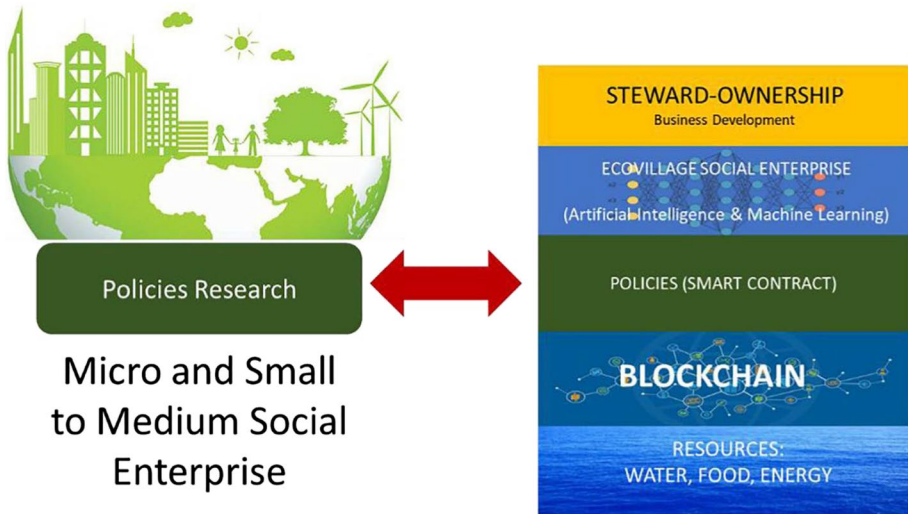 Policies Research
Micro and Small
to Medium Social
Enterprise
STEWARD-OWNERSHIP
Business Development
ECOVILLAGE SOCIAL ENTERPRISE
(Artificial Intelligence & Machine Learning)
POLICIES (SMART CONTRACT)
BLOCKCHAIN
RESOURCES:
WATER, FOOD, ENERGY